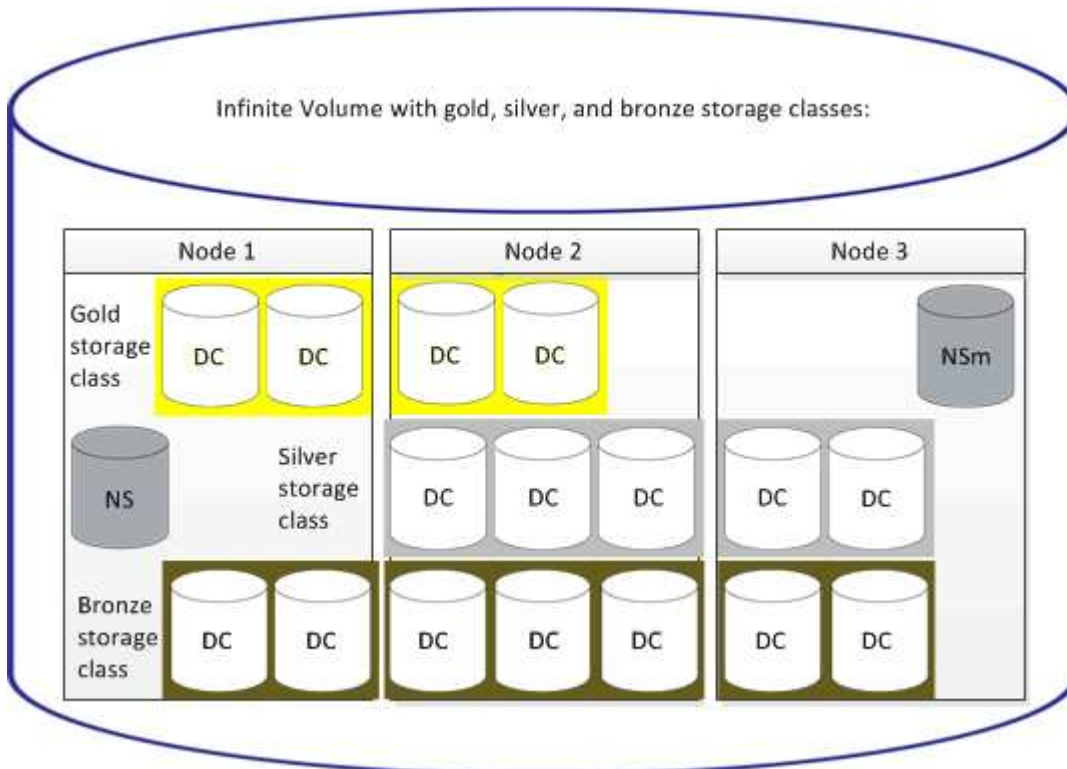 Infinite Volume with gold, silver, and bronze storage classes:
Node 1
Node 2
Node 3
Gold
storage
class
DC
DC
DC
DC
NSm
NS
Silver
storage
class
DC
DC
DC
DC
DC
Bronze
storage
class
DC
DC
DC
DC
DC
DC
DC